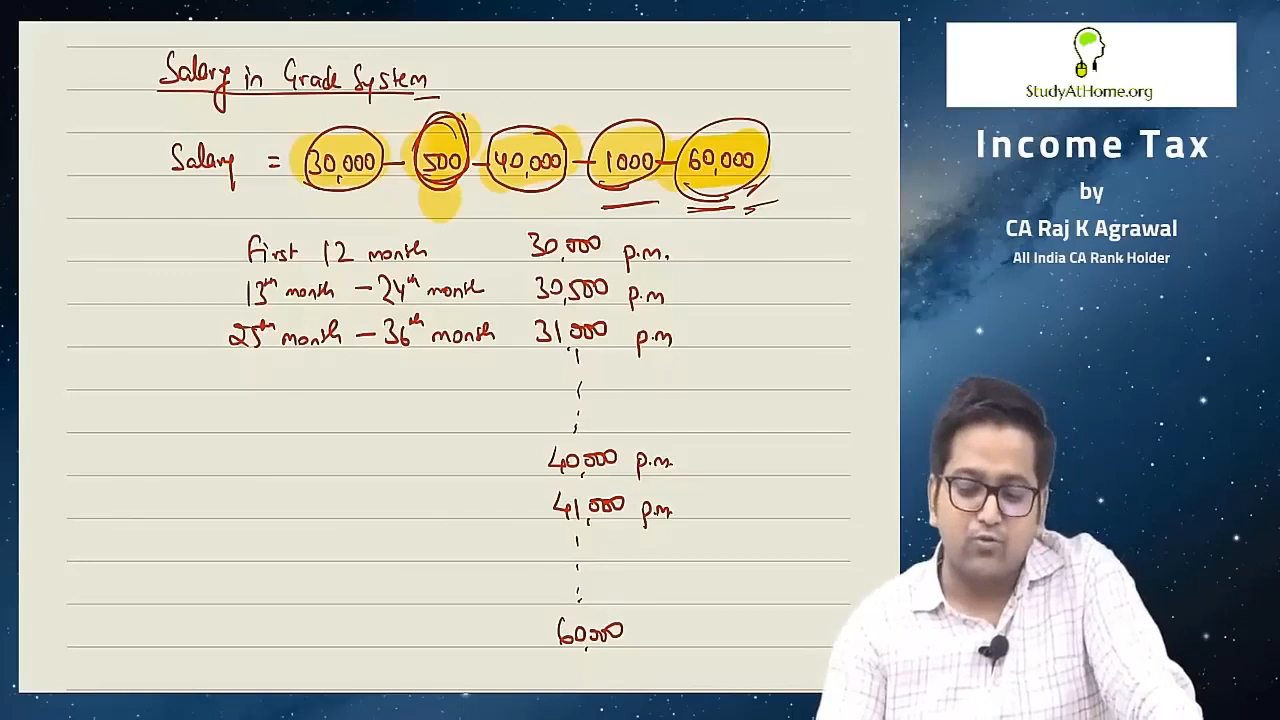 Salary in Grade System
Salary = 30,000 - 500 - 40,000 - 1000 - 60,000
First 12 month 30,000 p.m.
13th month - 24th month 30,500 p.m
25th month - 36th month 31,000 p.m
40,000 p.m.
41,000 p.m.
60,000
StudyAtHome.org
Income Tax
by
CA Raj K Agrawal
All India CA Rank Holder